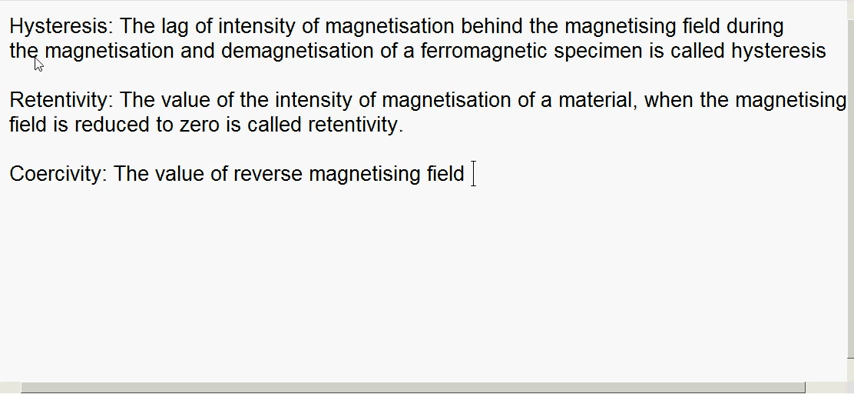 Hysteresis: The lag of intensity of magnetisation behind the magnetising field during
the magnetisation and demagnetisation of a ferromagnetic specimen is called hysteresis
Retentivity: The value of the intensity of magnetisation of a material, when the magnetising
field is reduced to zero is called retentivity.
Coercivity: The value of reverse magnetising field